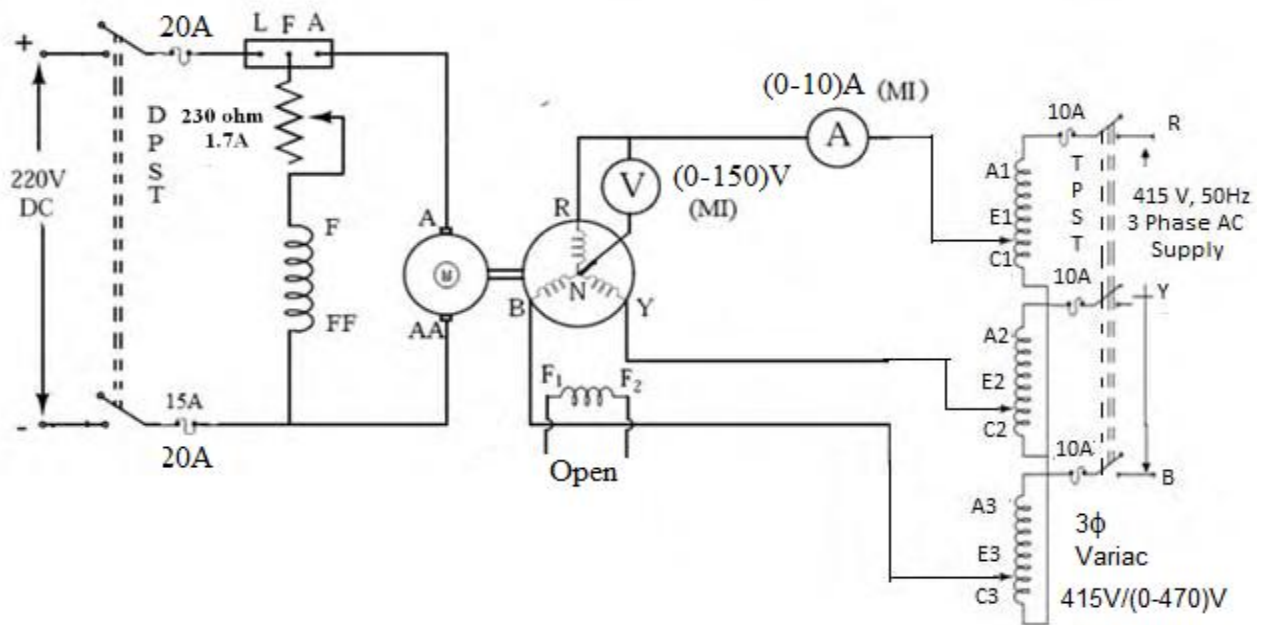 20A
L F A
+
DPST
230 ohm
1.7A
220V
DC
F
FF
15A
20A
-
A
M
AA
R
N
B
Y
F1
F2
Open
V
(0-150)V
(MI)
(0-10)A (MI)
A
10A
R
A1
E1
C1
TPST
415 V, 50Hz
3 Phase AC
Supply
10A
Y
A2
E2
C2
10A
B
A3
E3
C3
3ϕ
Variac
415V/(0-470)V